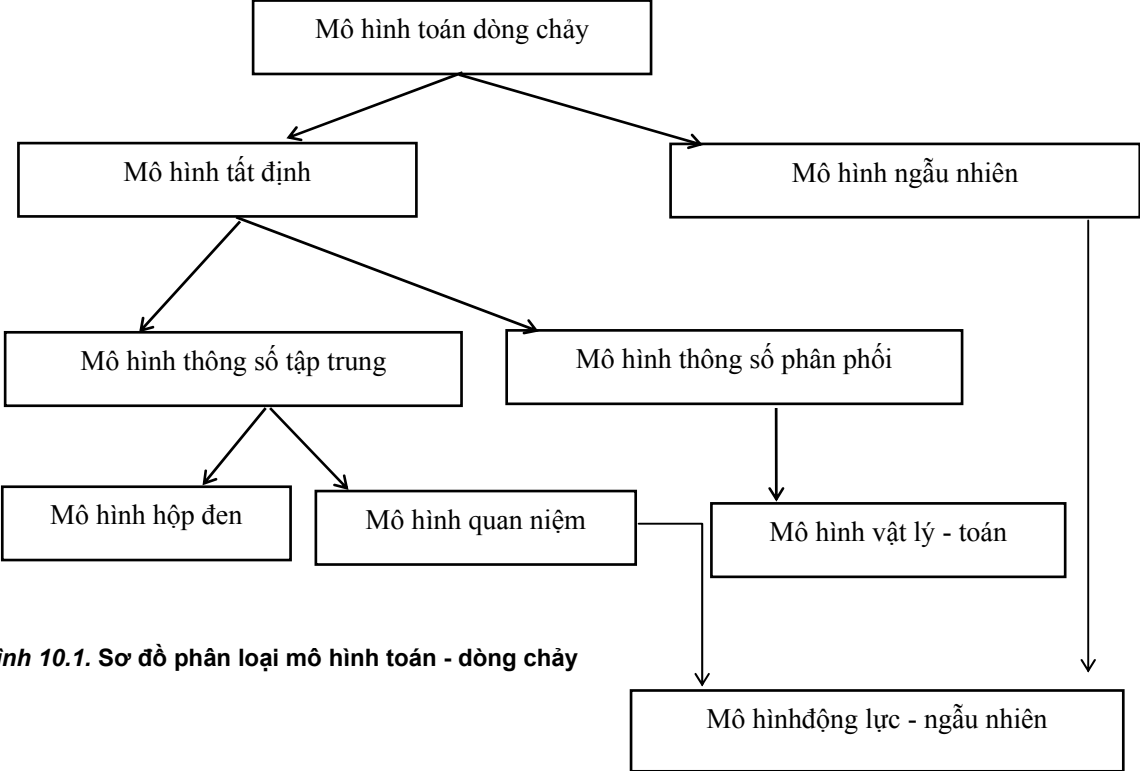 Mô hình toán dòng chảy
Mô hình tất định
Mô hình ngẫu nhiên
Mô hình thông số tập trung
Mô hình thông số phân phối
Mô hình hộp đen
Mô hình quan niệm
Mô hình vật lý - toán
ình 10.1. Sơ đồ phân loại mô hình toán - dòng chảy
Mô hìnhđộng lực - ngẫu nhiên